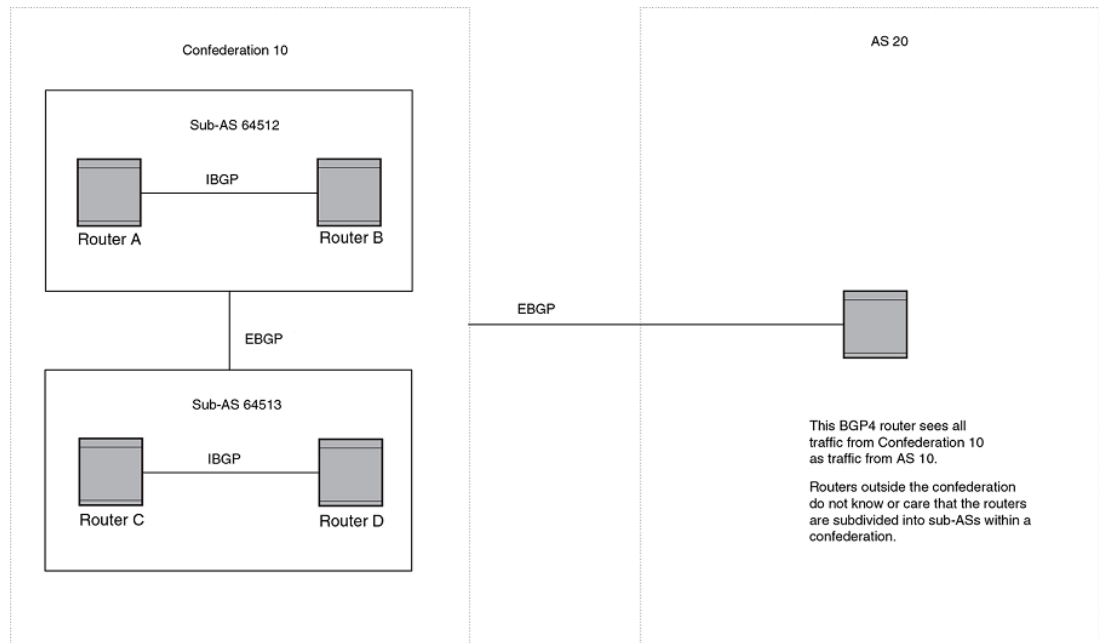 Confederation 10
AS 20
Sub-AS 64512
IBGP
Router A
Router B
EBGP
EBGP
Sub-AS 64513
IBGP
Router C
Router D
This BGP4 router sees all
traffic from Confederation 10
as traffic from AS 10.
Routers outside the confederation
do not know or care that the routers
are subdivided into sub-ASs within a
confederation.